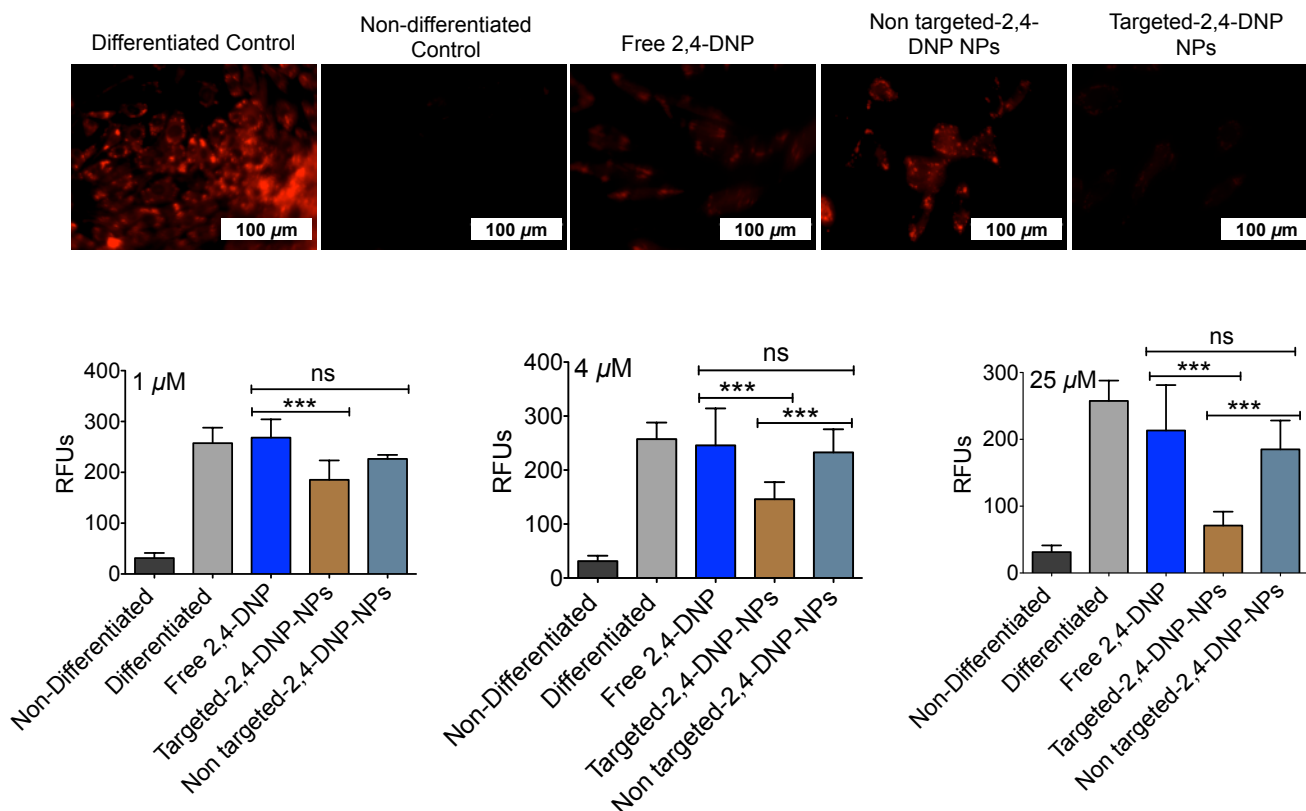 Differentiated Control
Non-differentiated
Control
Free 2,4-DNP
Non targeted-2,4-
DNP NPs
Targeted-2,4-DNP
NPs
100 µm
100 µm
100 µm
100 µm
100 µm
1 µM
ns
***
RFUs
400
300
200
100
0
Non-Differentiated
Differentiated
Free 2,4-DNP
Targeted-2,4-DNP-NPs
Non targeted-2,4-DNP-NPs
4 µM
ns
***
***
RFUs
400
300
200
100
0
Non-Differentiated
Differentiated
Free 2,4-DNP
Targeted-2,4-DNP-NPs
Non targeted-2,4-DNP-NPs
25 µM
ns
***
***
RFUs
300
200
100
0
Non-Differentiated
Differentiated
Free 2,4-DNP
Targeted-2,4-DNP-NPs
Non targeted-2,4-DNP-NPs